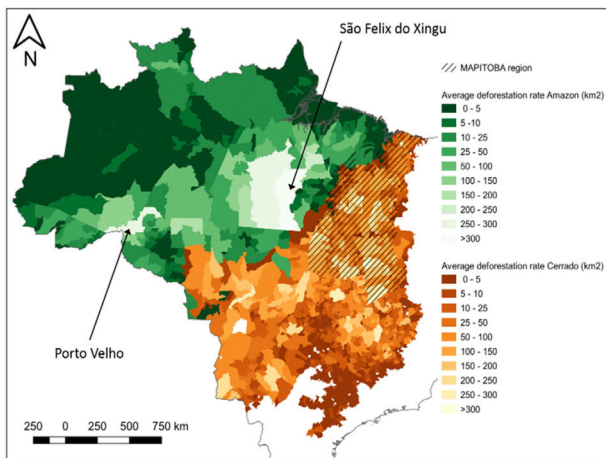 São Felix do Xingu
N
MAPITOBA region
Average deforestation rate Amazon (km2)
0 - 5
5 -10
10 - 25
25 - 50
50 - 100
100 - 150
150 - 200
200 - 250
250 - 300
>300
Average deforestation rate Cerrado (km2)
0 - 5
5 - 10
10 - 25
25 - 50
50 - 100
100 - 150
150 - 200
200 - 250
250 - 300
>300
Porto Velho
250 0 250 500 750 km